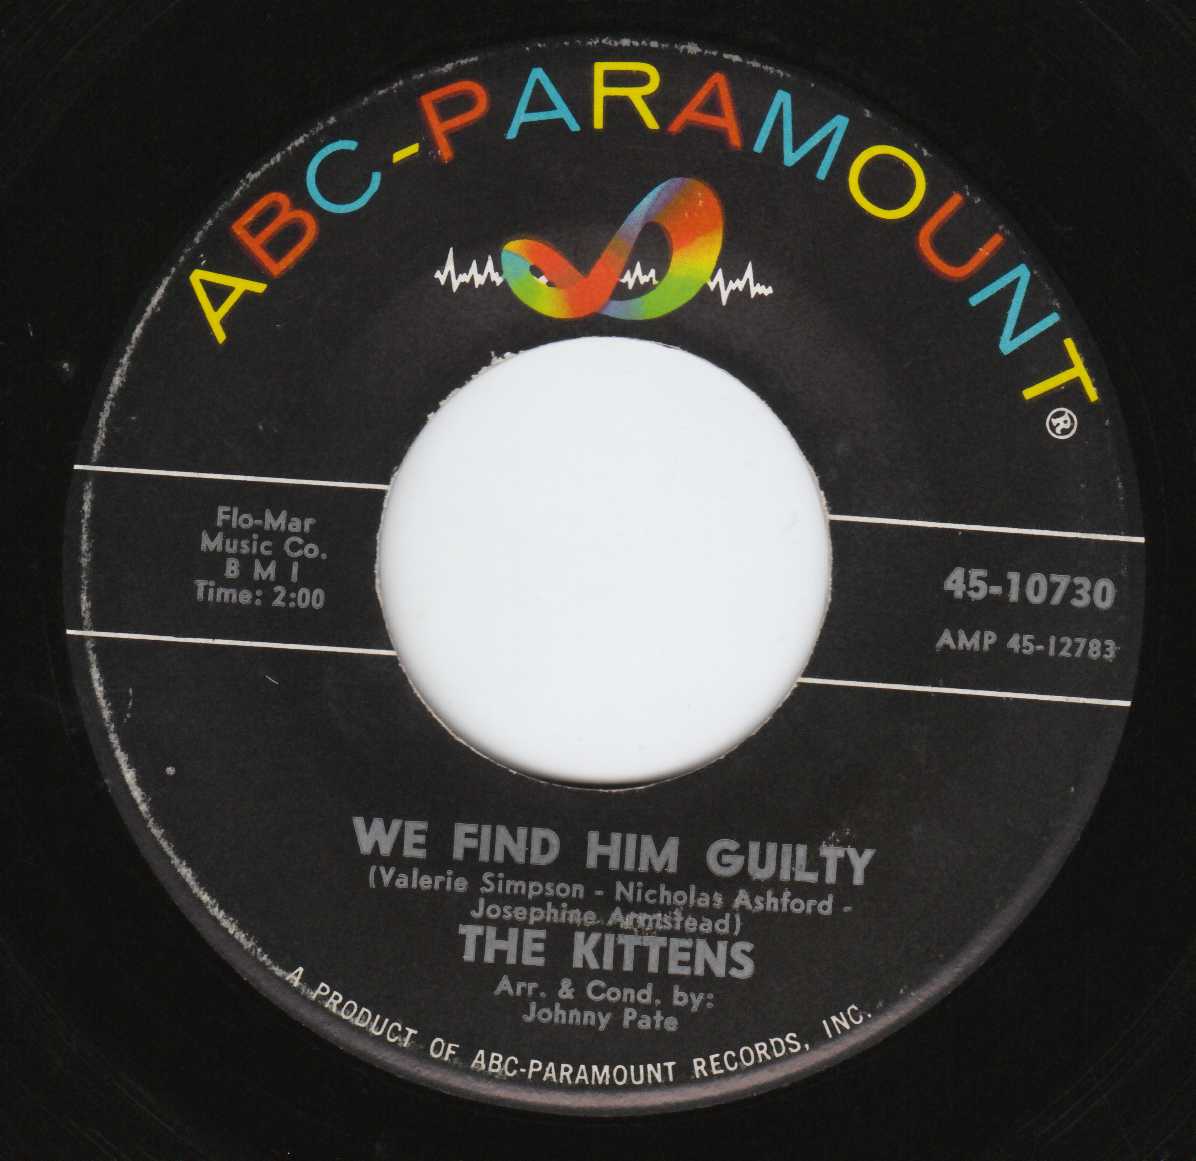 ABC-PARAMOUNT
®
Flo-Mar
Music Co.
B M I
Time: 2:00
45-10730
AMP 45-12783
WE FIND HIM GUILTY
(Valerie Simpson - Nicholas Ashford -
Josephine Armstead)
THE KITTENS
Arr. & Cond. by:
Johnny Pate
A PRODUCT OF ABC-PARAMOUNT RECORDS, INC.